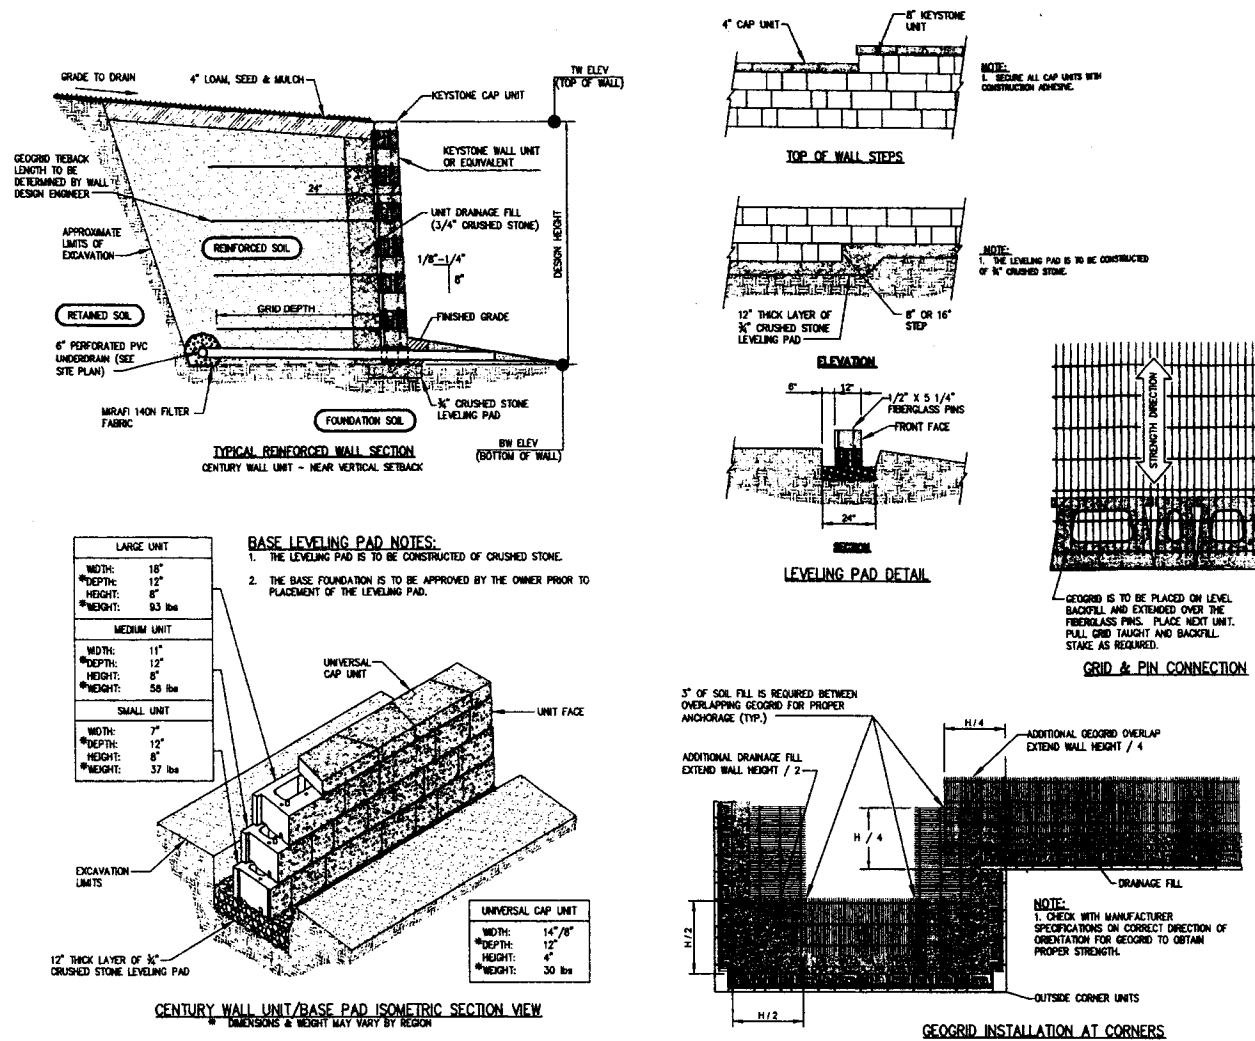 GRADE TO DRAIN
4" LOAM, SEED & MULCH
TW ELEV
(TOP OF WALL)
KEYSTONE CAP UNIT
GEOGRID TIEBACK
LENGTH TO BE
DETERMINED BY WALL
DESIGN ENGINEER
KEYSTONE WALL UNIT
OR EQUIVALENT
24"
UNIT DRAINAGE FILL
(3/4" CRUSHED STONE)
APPROXIMATE
LIMITS OF
EXCAVATION
REINFORCED SOIL
DESIGN HEIGHT
1/8"-1/4"
8"
GRID DEPTH
RETAINED SOIL
FINISHED GRADE
6" PERFORATED PVC
UNDERDRAIN (SEE
SITE PLAN)
MIRAFI 140N FILTER
FABRIC
¾" CRUSHED STONE
LEVELING PAD
FOUNDATION SOIL
BW ELEV
(BOTTOM OF WALL)
TYPICAL REINFORCED WALL SECTION
CENTURY WALL UNIT ~ NEAR VERTICAL SETBACK
4" CAP UNIT
8" KEYSTONE
UNIT
NOTE:
1. SECURE ALL CAP UNITS WITH
CONSTRUCTION ADHESIVE.
TOP OF WALL STEPS
NOTE:
1. THE LEVELING PAD IS TO BE CONSTRUCTED
OF ¾" CRUSHED STONE.
12" THICK LAYER OF
¾" CRUSHED STONE
LEVELING PAD
8" OR 16"
STEP
ELEVATION
6"
12"
1/2" X 5 1/4"
FIBERGLASS PINS
FRONT FACE
24"
SECTION
LEVELING PAD DETAIL
STRENGTH DIRECTION
GEOGRID IS TO BE PLACED ON LEVEL
BACKFILL AND EXTENDED OVER THE
FIBERGLASS PINS. PLACE NEXT UNIT.
PULL GRID TAUGHT AND BACKFILL.
STAKE AS REQUIRED.
GRID & PIN CONNECTION
LARGE UNIT
WIDTH: 18"
*DEPTH: 12"
HEIGHT: 8"
*WEIGHT: 93 lbs
MEDIUM UNIT
WIDTH: 11"
*DEPTH: 12"
HEIGHT: 8"
*WEIGHT: 58 lbs
SMALL UNIT
WIDTH: 7"
*DEPTH: 12"
HEIGHT: 8"
*WEIGHT: 37 lbs
BASE LEVELING PAD NOTES:
1. THE LEVELING PAD IS TO BE CONSTRUCTED OF CRUSHED STONE.
2. THE BASE FOUNDATION IS TO BE APPROVED BY THE OWNER PRIOR TO
PLACEMENT OF THE LEVELING PAD.
UNIVERSAL
CAP UNIT
UNIT FACE
EXCAVATION
LIMITS
12" THICK LAYER OF ¾"
CRUSHED STONE LEVELING PAD
UNIVERSAL CAP UNIT
WIDTH: 14"/8"
*DEPTH: 12"
HEIGHT: 4"
*WEIGHT: 30 lbs
CENTURY WALL UNIT/BASE PAD ISOMETRIC SECTION VIEW
* DIMENSIONS & WEIGHT MAY VARY BY REGION
3" OF SOIL FILL IS REQUIRED BETWEEN
OVERLAPPING GEOGRID FOR PROPER
ANCHORAGE (TYP.)
H/4
ADDITIONAL GEOGRID OVERLAP
EXTEND WALL HEIGHT / 4
ADDITIONAL DRAINAGE FILL
EXTEND WALL HEIGHT / 2
H / 4
DRAINAGE FILL
NOTE:
1. CHECK WITH MANUFACTURER
SPECIFICATIONS ON CORRECT DIRECTION OF
ORIENTATION FOR GEOGRID TO OBTAIN
PROPER STRENGTH.
H/2
H/2
OUTSIDE CORNER UNITS
GEOGRID INSTALLATION AT CORNERS